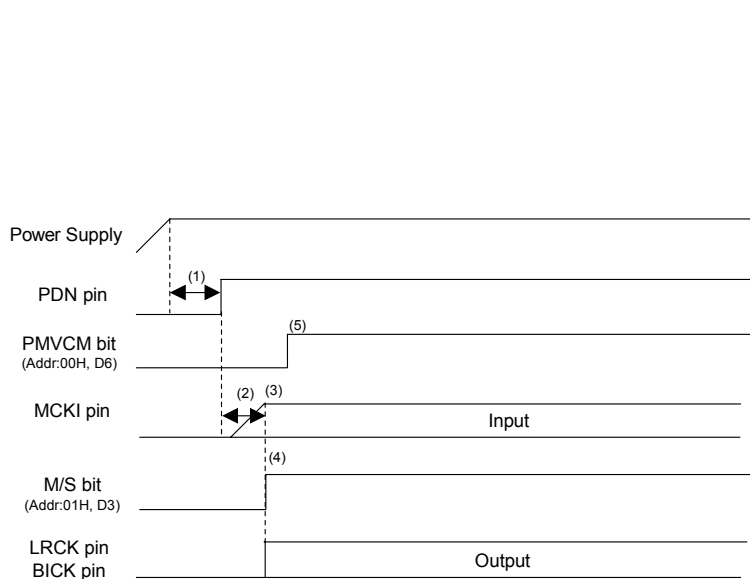 Power Supply
(1)
PDN pin
(5)
PMVCM bit
(Addr:00H, D6)
(2)
(3)
MCKI pin
Input
(4)
M/S bit
(Addr:01H, D3)
LRCK pin
BICK pin
Output